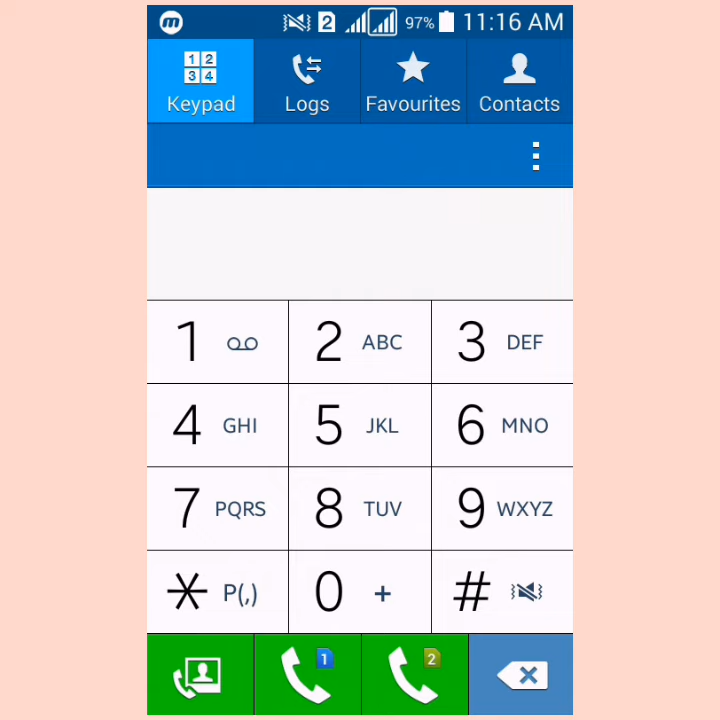 m 2 97% 11:16 AM
1 2
3 4
Keypad Logs Favourites Contacts
1 2 ABC 3 DEF
4 GHI 5 JKL 6 MNO
7 PQRS 8 TUV 9 WXYZ
* P(,) 0 + #
1 2